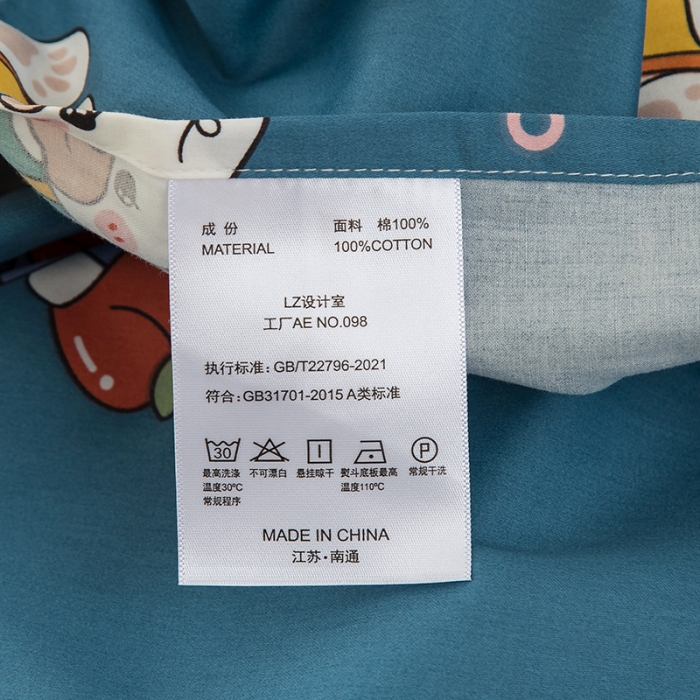 成 份 面料 棉100%
MATERIAL 100%COTTON
LZ设计室
工厂AE NO.098
执行标准: GB/T22796-2021
符合: GB31701-2015 A类标准
30 P
最高洗涤 不可漂白 悬挂晾干 熨斗底板最高 常规干洗
温度30℃ 温度110℃
常规程序
MADE IN CHINA
江苏·南通